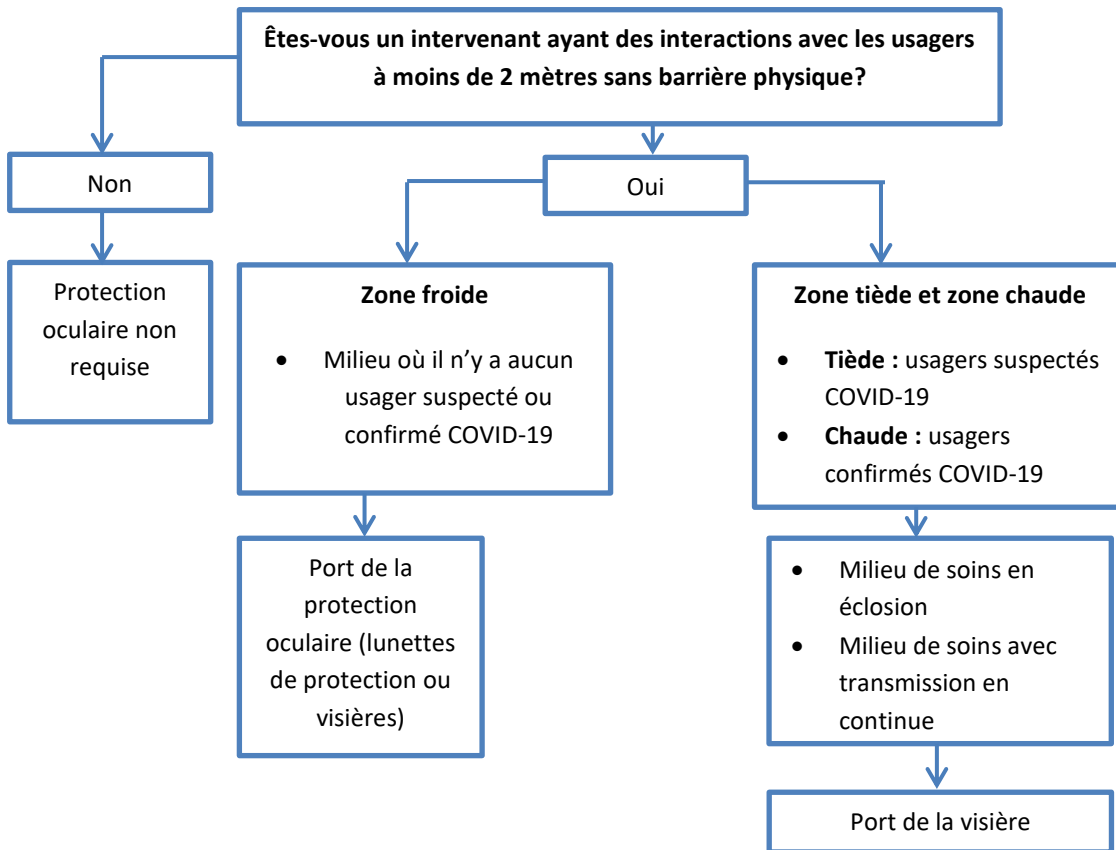 Êtes-vous un intervenant ayant des interactions avec les usagers
à moins de 2 mètres sans barrière physique?
Non
Oui
Protection
oculaire non
requise
Zone froide
• Milieu où il n’y a aucun
usager suspecté ou
confirmé COVID-19
Zone tiède et zone chaude
• Tiède : usagers suspectés
COVID-19
• Chaude : usagers
confirmés COVID-19
Port de la
protection
oculaire (lunettes
de protection ou
visières)
• Milieu de soins en
éclosion
• Milieu de soins avec
transmission en
continue
Port de la visière